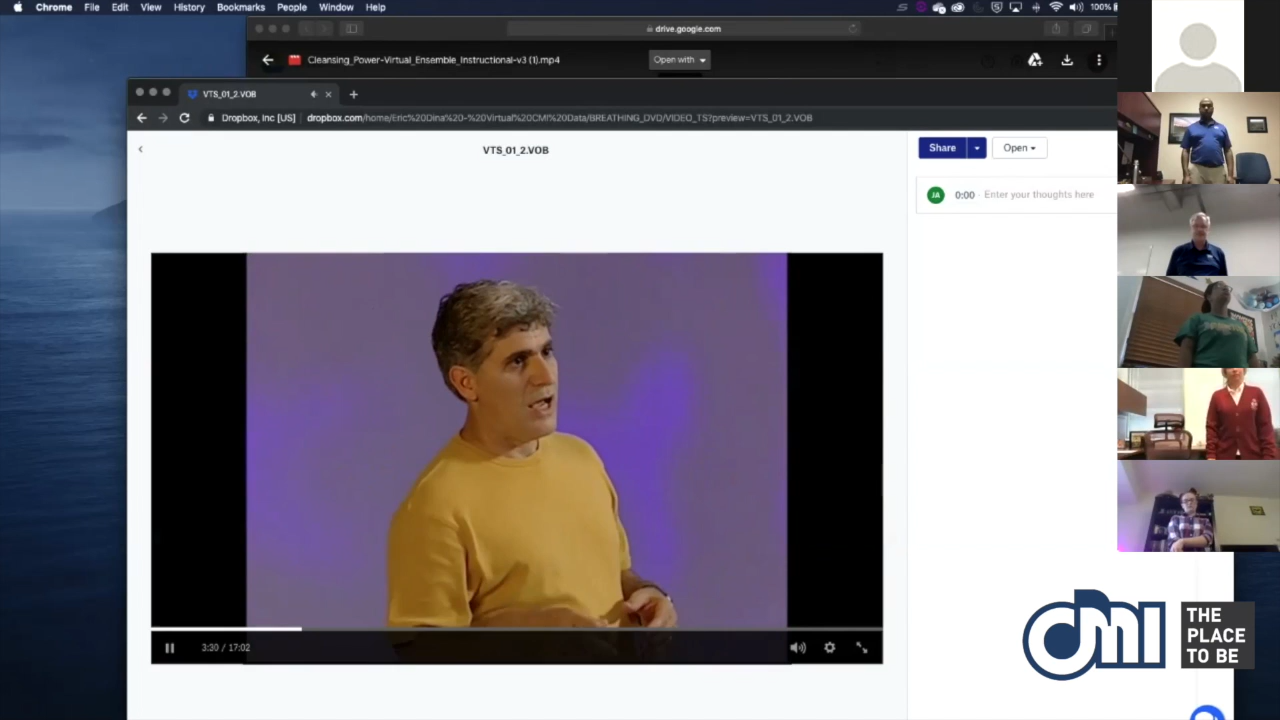 Chrome File Edit View History Bookmarks People Window Help 100%
drive.google.com
Cleansing_Power-Virtual_Ensemble_Instructional-v3 (1).mp4 Open with
VTS_01_2.VOB
Dropbox, Inc [US] dropbox.com/home/Eric%20Dina%20-%20Virtual%20CMI%20Data/BREATHING_DVD/VIDEO_TS?preview=VTS_01_2.VOB
VTS_01_2.VOB
Share Open
JA 0:00 - Enter your thoughts here
3:30 / 17:02
cmi THE PLACE TO BE